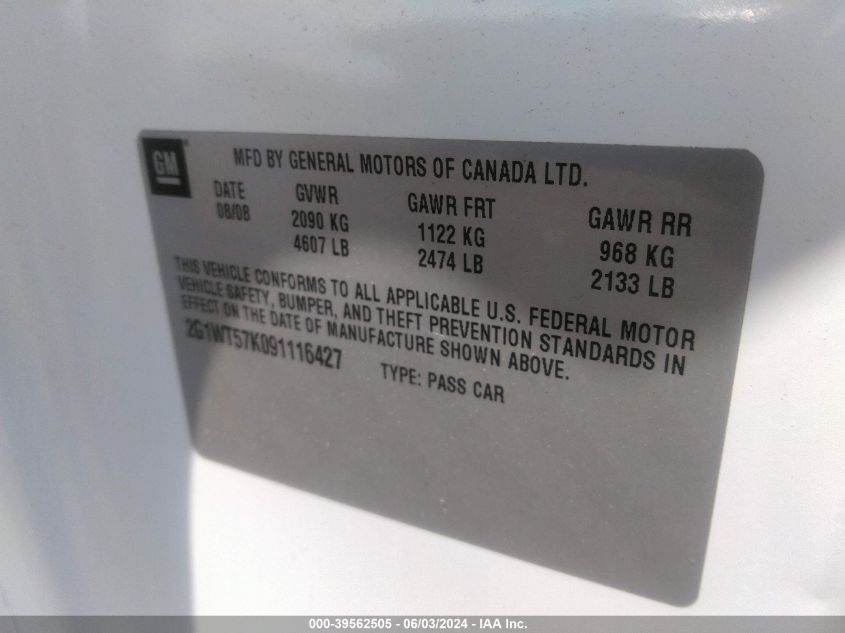 GM
MFD BY GENERAL MOTORS OF CANADA LTD.
DATE GVWR GAWR FRT GAWR RR
08/08 2090 KG 1122 KG 968 KG
4607 LB 2474 LB 2133 LB
THIS VEHICLE CONFORMS TO ALL APPLICABLE U.S. FEDERAL MOTOR
VEHICLE SAFETY, BUMPER, AND THEFT PREVENTION STANDARDS IN
EFFECT ON THE DATE OF MANUFACTURE SHOWN ABOVE.
2G1WT57K091116427 TYPE: PASS CAR
000-39562505 - 06/03/2024 - IAA Inc.